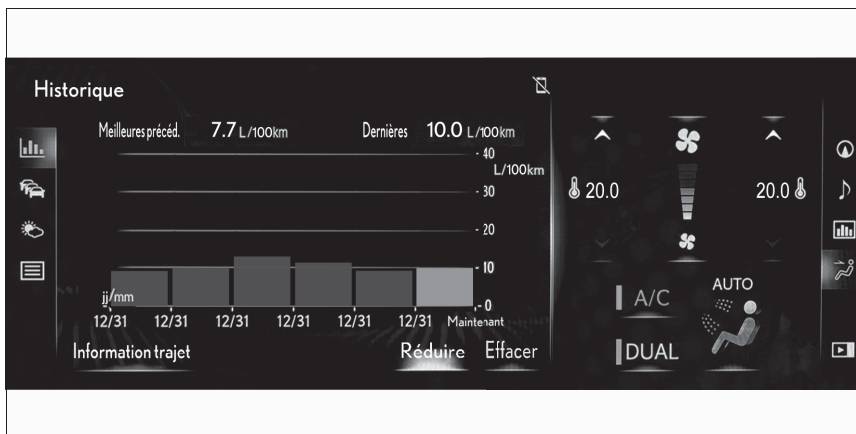 Historique
Meilleures précéd. 7.7 L/100km Dernières 10.0 L/100km
40
L/100km
30
20
10
0
jj/mm
12/31 12/31 12/31 12/31 12/31 12/31 Maintenant
Information trajet Réduire Effacer
20.0 20.0
A/C AUTO
DUAL